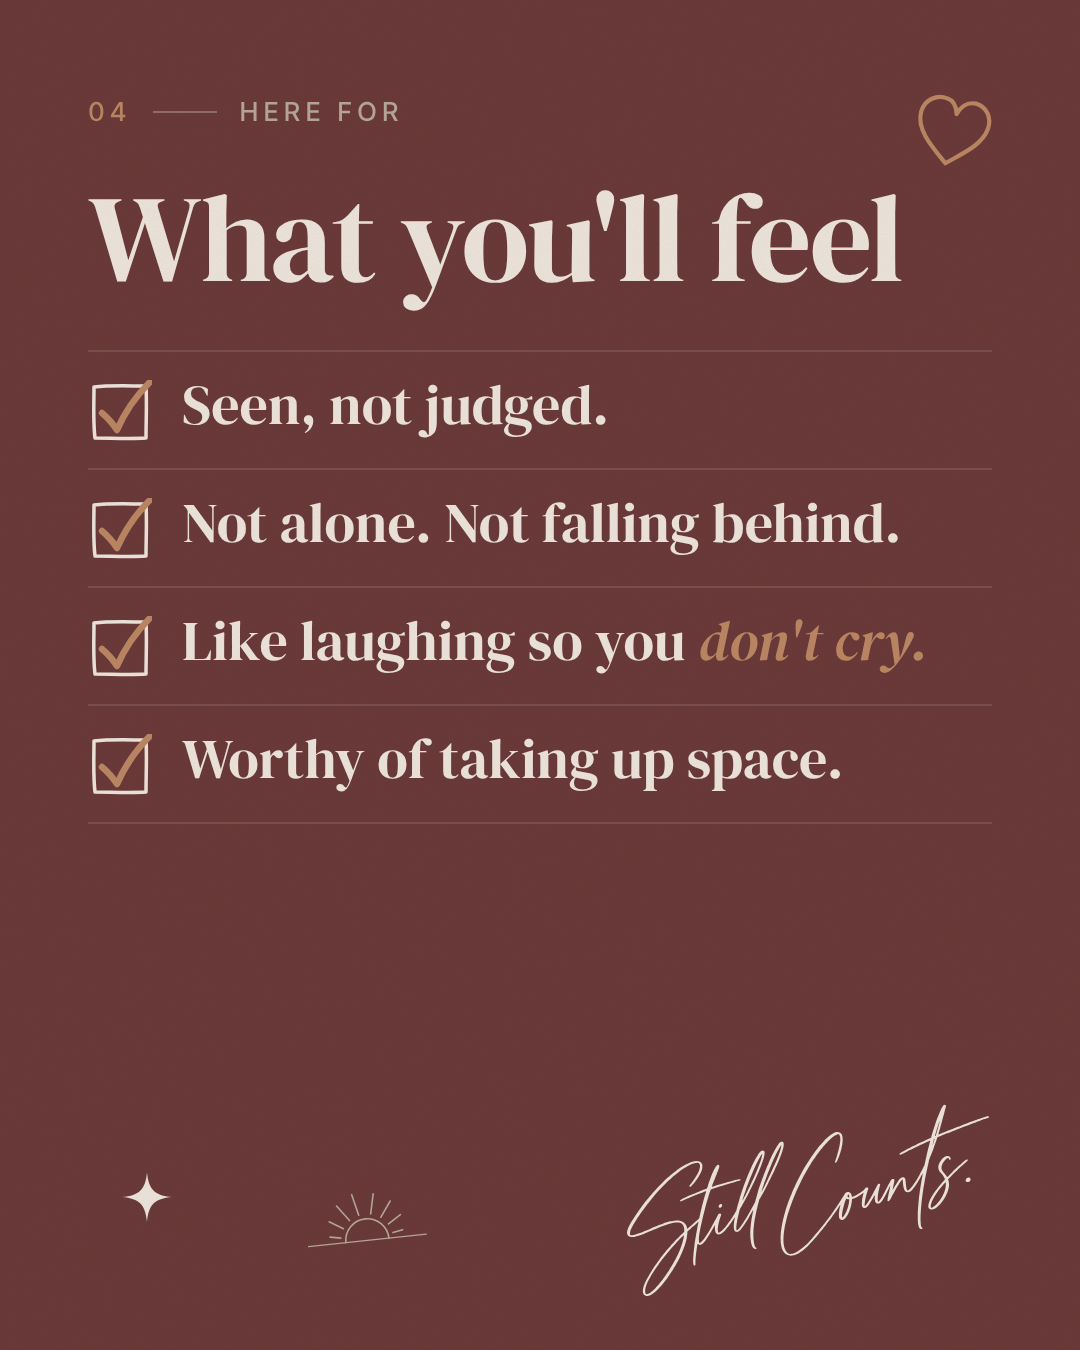 04 HERE FOR
What you'll feel
Seen, not judged.
Not alone. Not falling behind.
Like laughing so you don't cry.
Worthy of taking up space.
Still Counts.